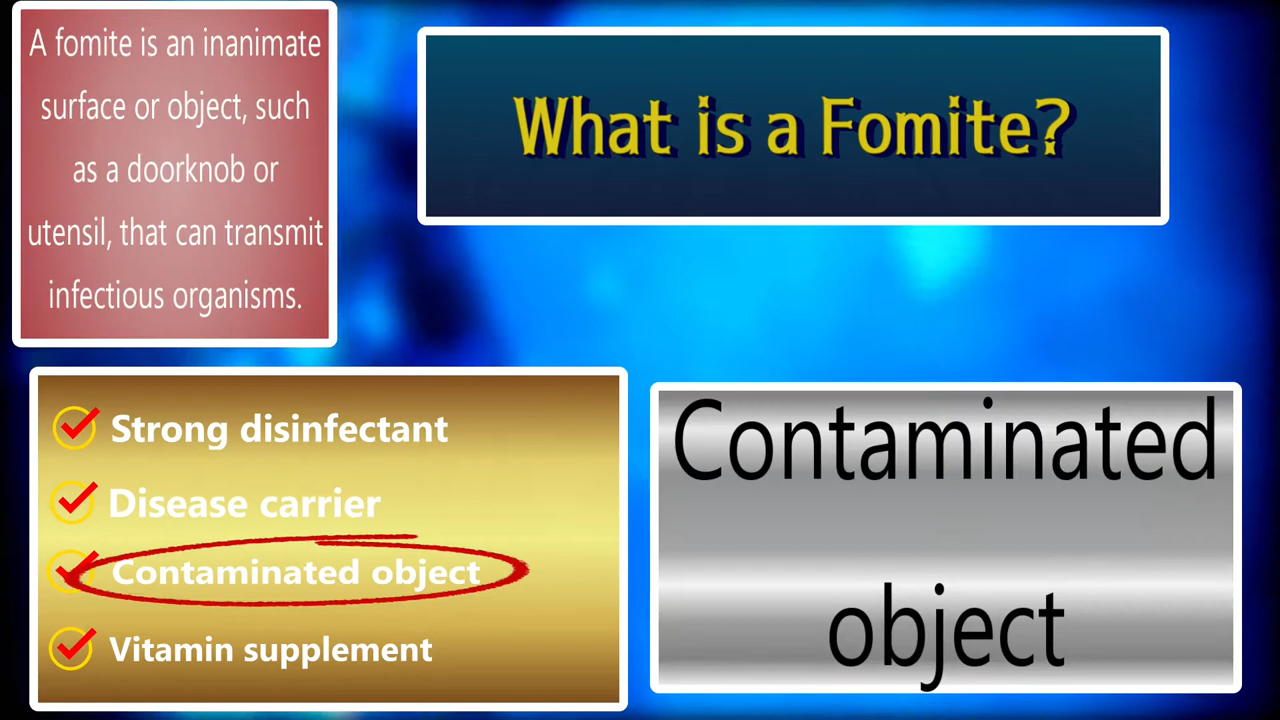 A fomite is an inanimate
surface or object, such
as a doorknob or
utensil, that can transmit
infectious organisms.
What is a Fomite?
Strong disinfectant
Disease carrier
Contaminated object
Vitamin supplement
Contaminated
object